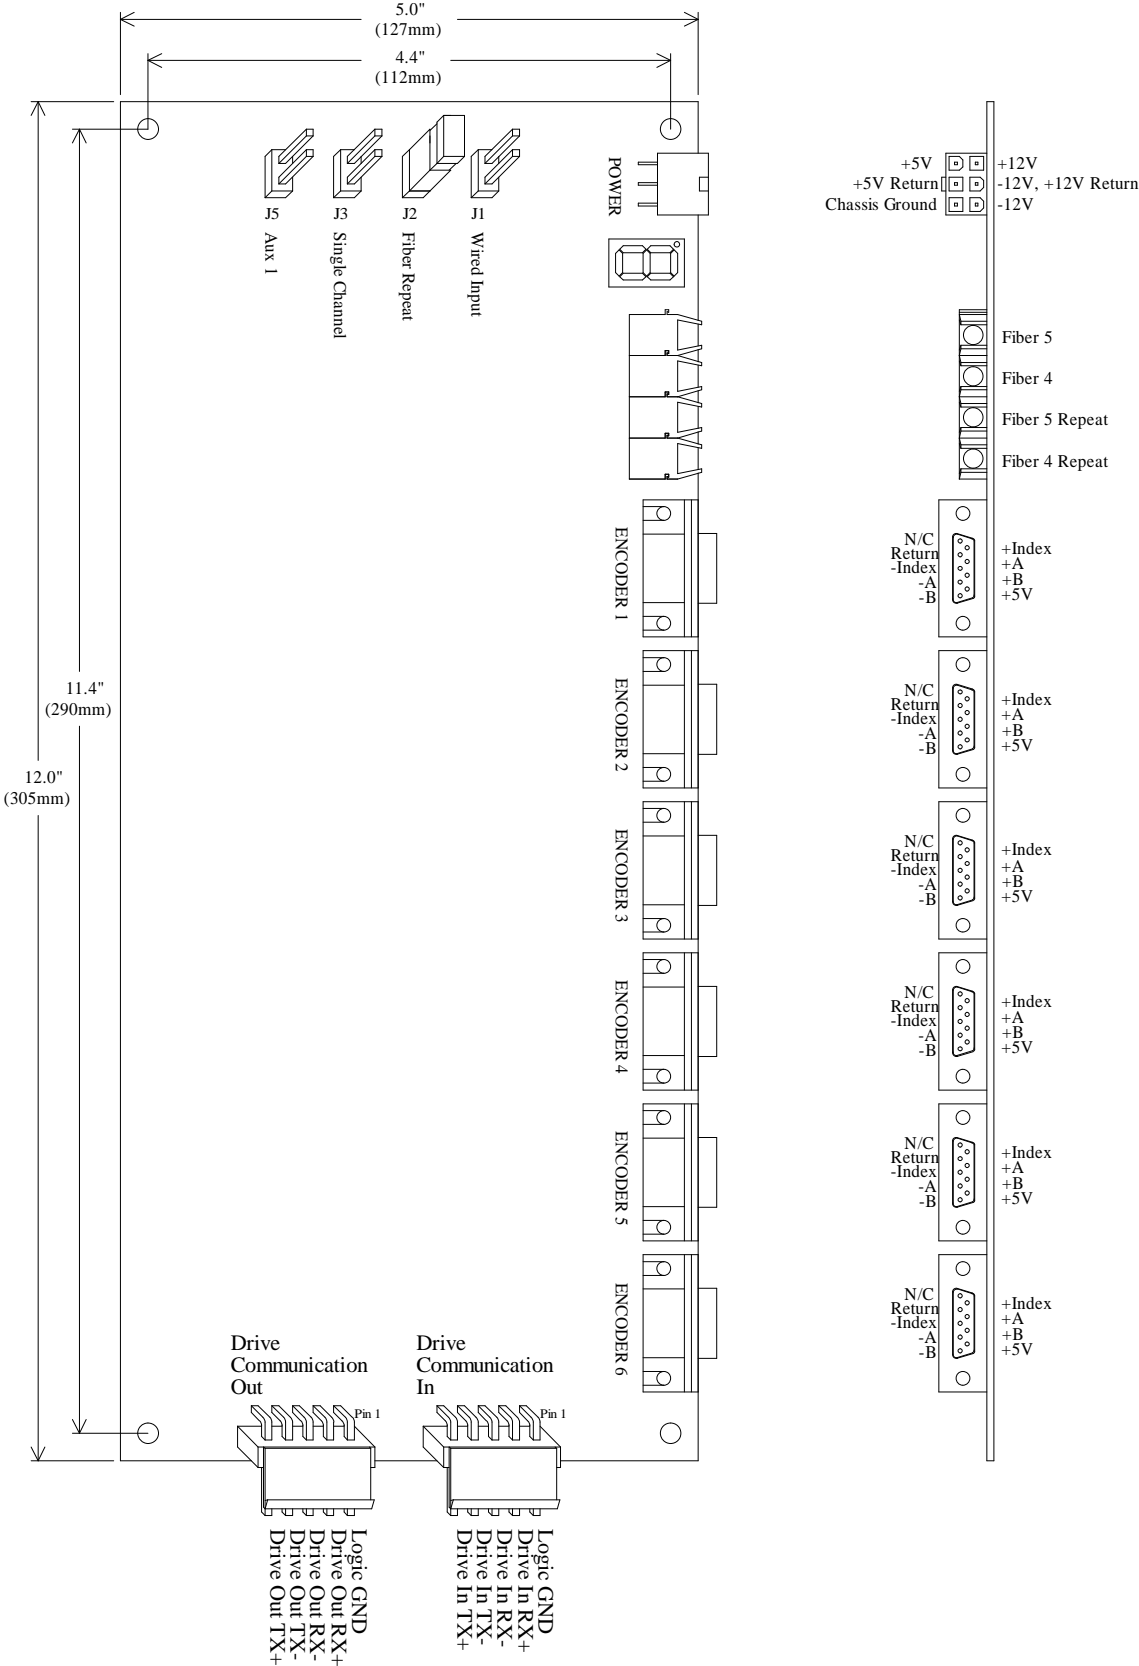 5.0"
(127mm)
4.4"
(112mm)
11.4"
(290mm)
12.0"
(305mm)
J5
J3
J2
J1
Aux 1
Single Channel
Fiber Repeat
Wired Input
POWER
ENCODER 1
ENCODER 2
ENCODER 3
ENCODER 4
ENCODER 5
ENCODER 6
Drive
Communication
Out
Pin 1
Drive
Communication
In
Pin 1
Logic GND
Drive Out RX+
Drive Out RX-
Drive Out TX-
Drive Out TX+
Logic GND
Drive In RX+
Drive In RX-
Drive In TX-
Drive In TX+
+5V
+5V Return
Chassis Ground
+12V
-12V, +12V Return
-12V
Fiber 5
Fiber 4
Fiber 5 Repeat
Fiber 4 Repeat
N/C
Return
-Index
-A
-B
+Index
+A
+B
+5V
N/C
Return
-Index
-A
-B
+Index
+A
+B
+5V
N/C
Return
-Index
-A
-B
+Index
+A
+B
+5V
N/C
Return
-Index
-A
-B
+Index
+A
+B
+5V
N/C
Return
-Index
-A
-B
+Index
+A
+B
+5V
N/C
Return
-Index
-A
-B
+Index
+A
+B
+5V